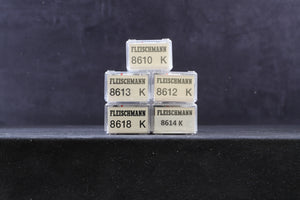 FLEISCHMANN
8610 K
FLEISCHMANN
8613 K
FLEISCHMANN
8612 K
FLEISCHMANN
8618 K
FLEISCHMANN
8614 K